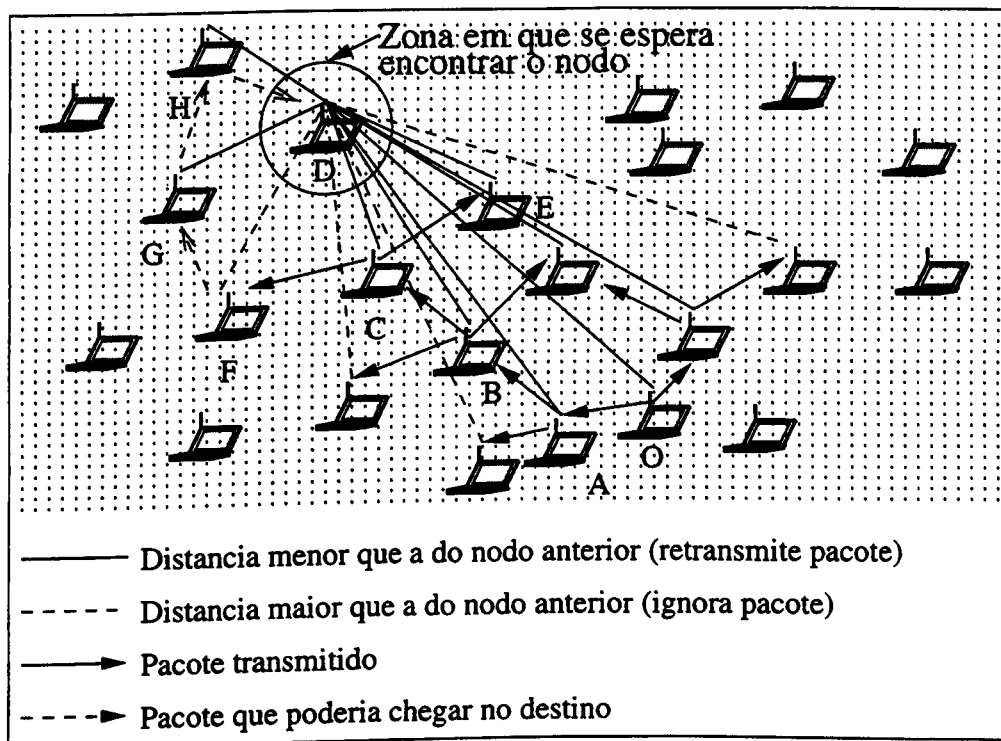 Zona em que se espera
encontrar o nodo
H
D
E
G
C
F
B
O
A
Distancia menor que a do nodo anterior (retransmite pacote)
Distancia maior que a do nodo anterior (ignora pacote)
Pacote transmitido
Pacote que poderia chegar no destino